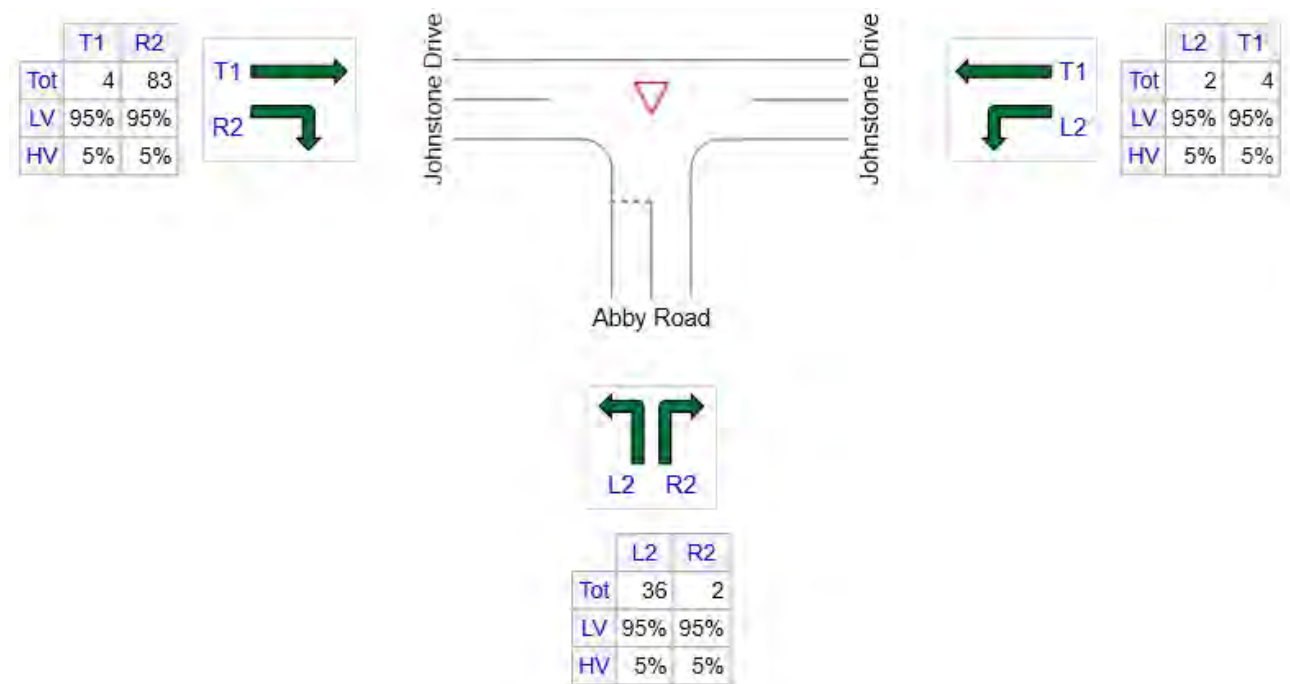 T1 R2
Tot 4 83
LV 95% 95%
HV 5% 5%
T1
R2
Johnstone Drive
Johnstone Drive
T1
L2
L2 T1
Tot 2 4
LV 95% 95%
HV 5% 5%
Abby Road
L2 R2
L2 R2
Tot 36 2
LV 95% 95%
HV 5% 5%